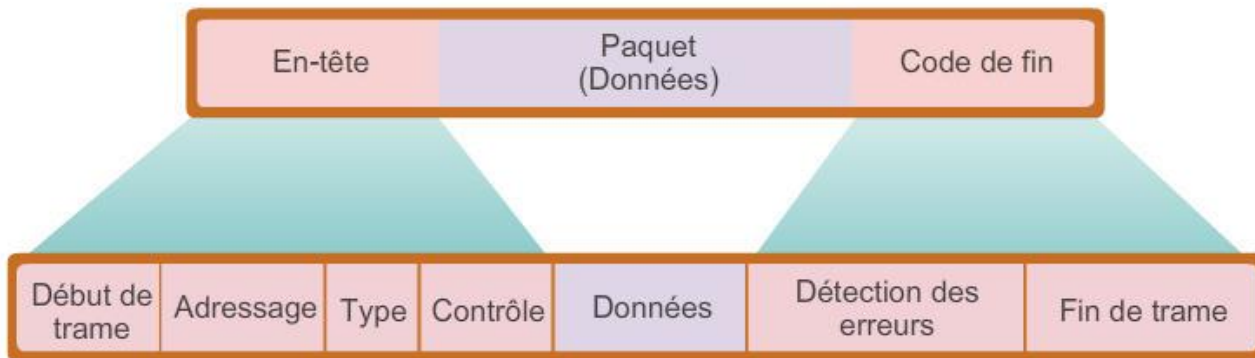 En-tête
Paquet
(Données)
Code de fin
Début de
trame
Adressage
Type
Contrôle
Données
Détection des
erreurs
Fin de trame